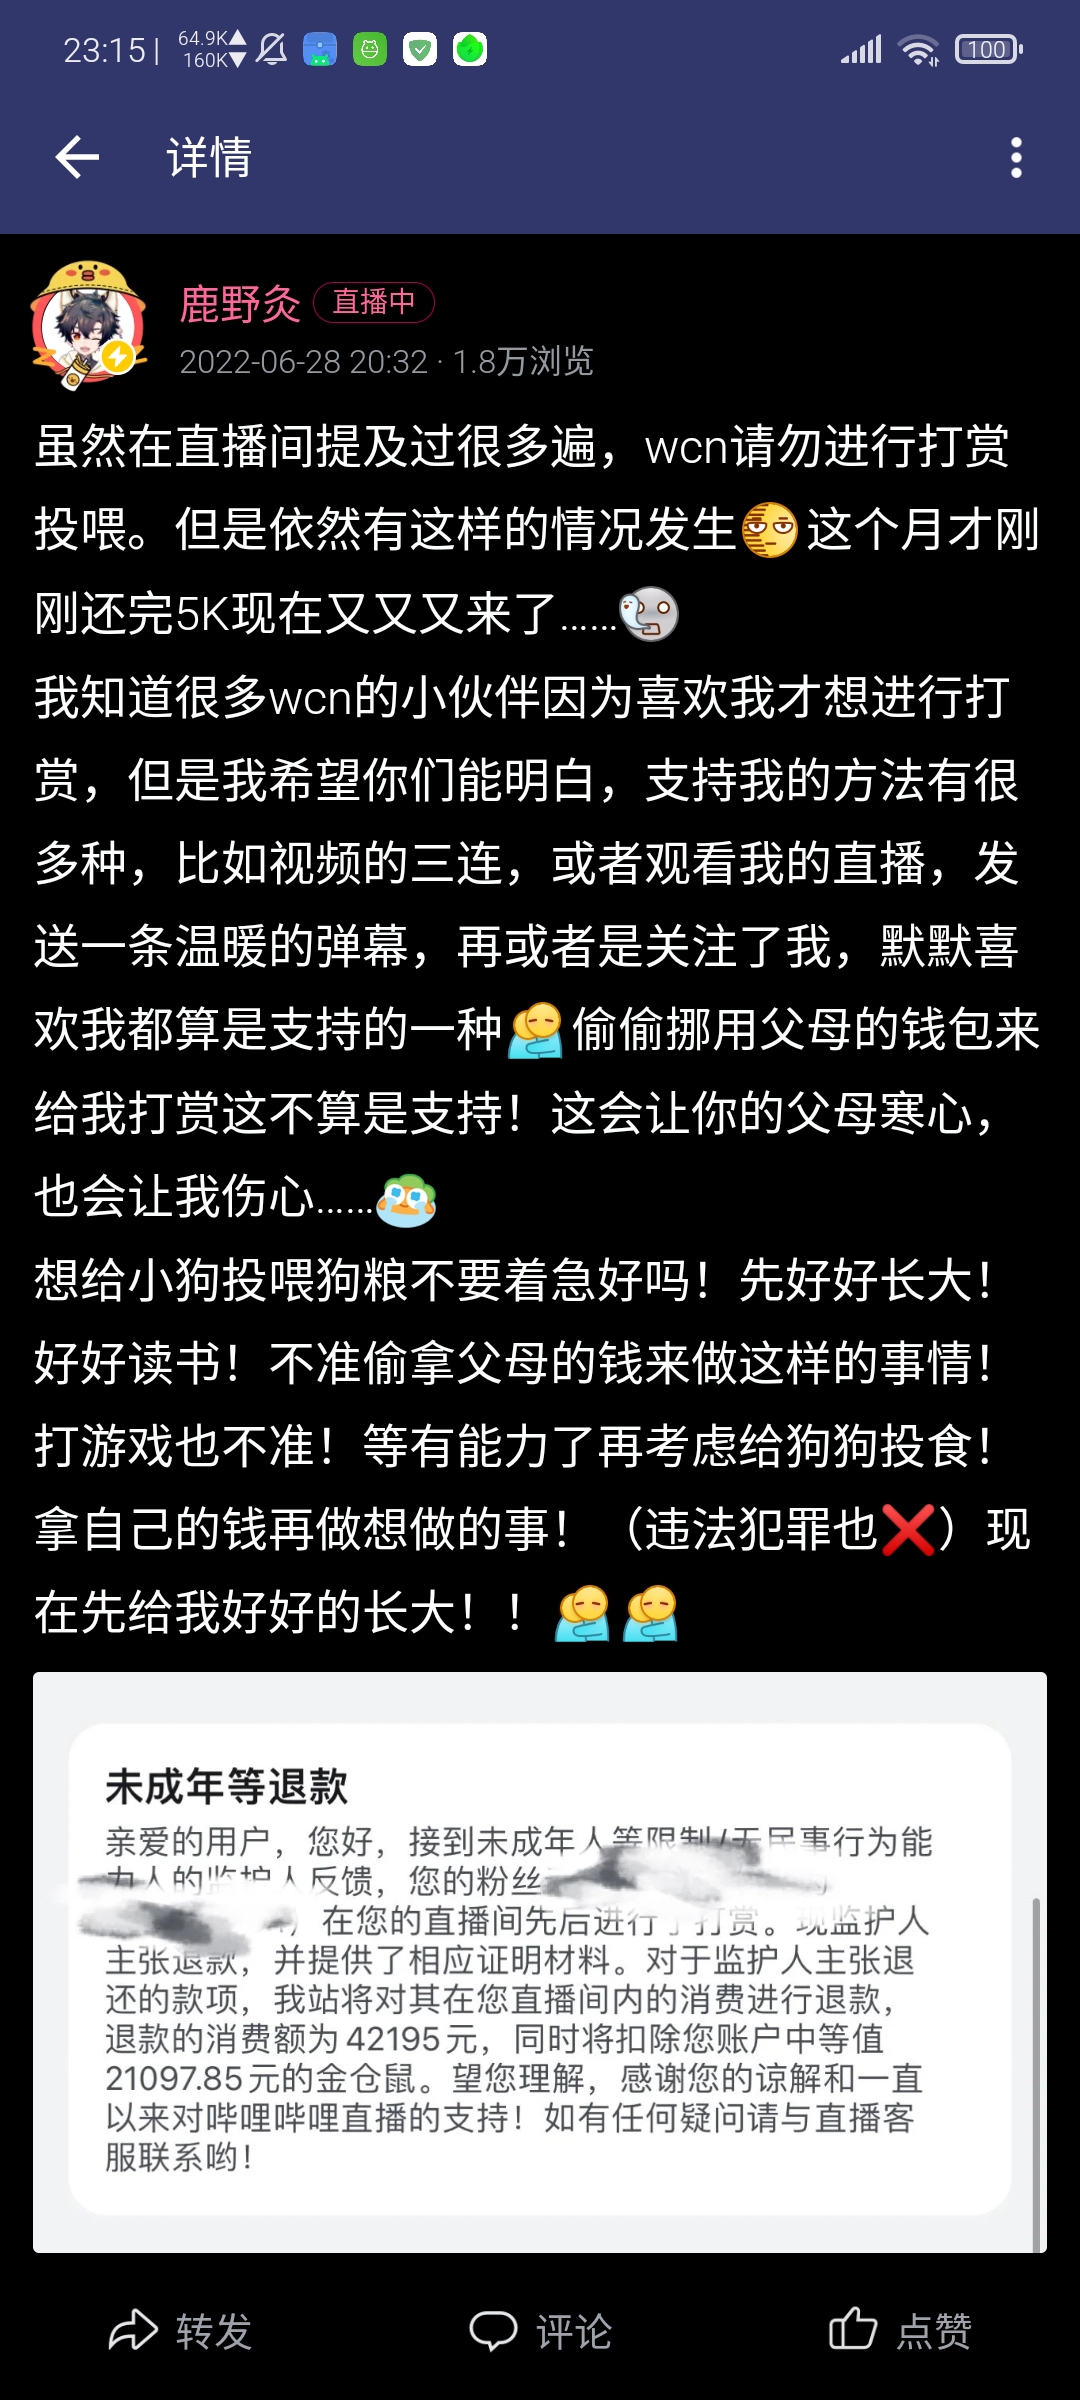 23:15 |
64.9K
160K
100
详情
鹿野灸 直播中
2022-06-28 20:32 · 1.8万浏览
虽然在直播间提及过很多遍，wcn请勿进行打赏
投喂。但是依然有这样的情况发生这个月才刚
刚还完5K现在又又又来了……
我知道很多wcn的小伙伴因为喜欢我才想进行打
赏，但是我希望你们能明白，支持我的方法有很
多种，比如视频的三连，或者观看我的直播，发
送一条温暖的弹幕，再或者是关注了我，默默喜
欢我都算是支持的一种偷偷挪用父母的钱包来
给我打赏这不算是支持！这会让你的父母寒心，
也会让我伤心……
想给小狗投喂狗粮不要着急好吗！先好好长大！
好好读书！不准偷拿父母的钱来做这样的事情！
打游戏也不准！等有能力了再考虑给狗狗投食！
拿自己的钱再做想做的事！（违法犯罪也❌）现
在先给我好好的长大！！
未成年等退款
亲爱的用户，您好，接到未成年人等限制/无民事行为能
力人的监护人反馈，您的粉丝
）在您的直播间先后进行了打赏。现监护人
主张退款，并提供了相应证明材料。对于监护人主张退
还的款项，我站将对其在您直播间内的消费进行退款，
退款的消费额为42195元，同时将扣除您账户中等值
21097.85元的金仓鼠。望您理解，感谢您的谅解和一直
以来对哔哩哔哩直播的支持！如有任何疑问请与直播客
服联系哟！
转发 评论 点赞